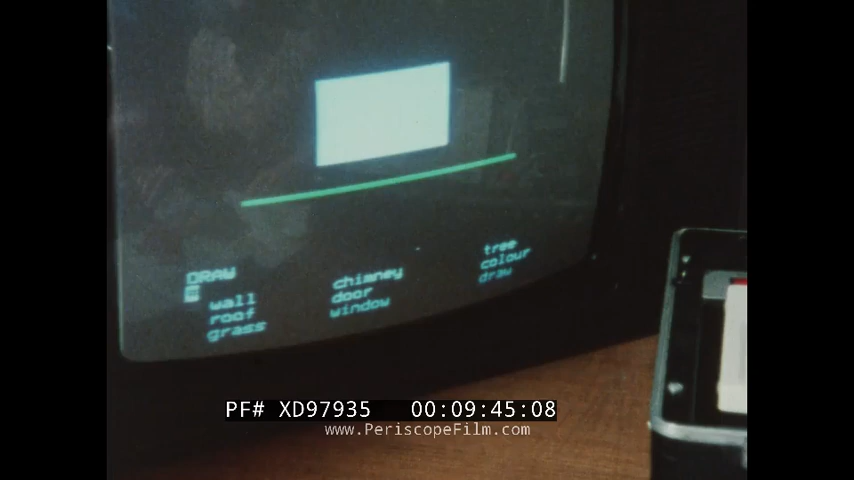 DRAW
wall
roof
grass
chimney
door
window
tree
colour
draw
PF# XD97935 00:09:45:08
www.PeriscopeFilm.com